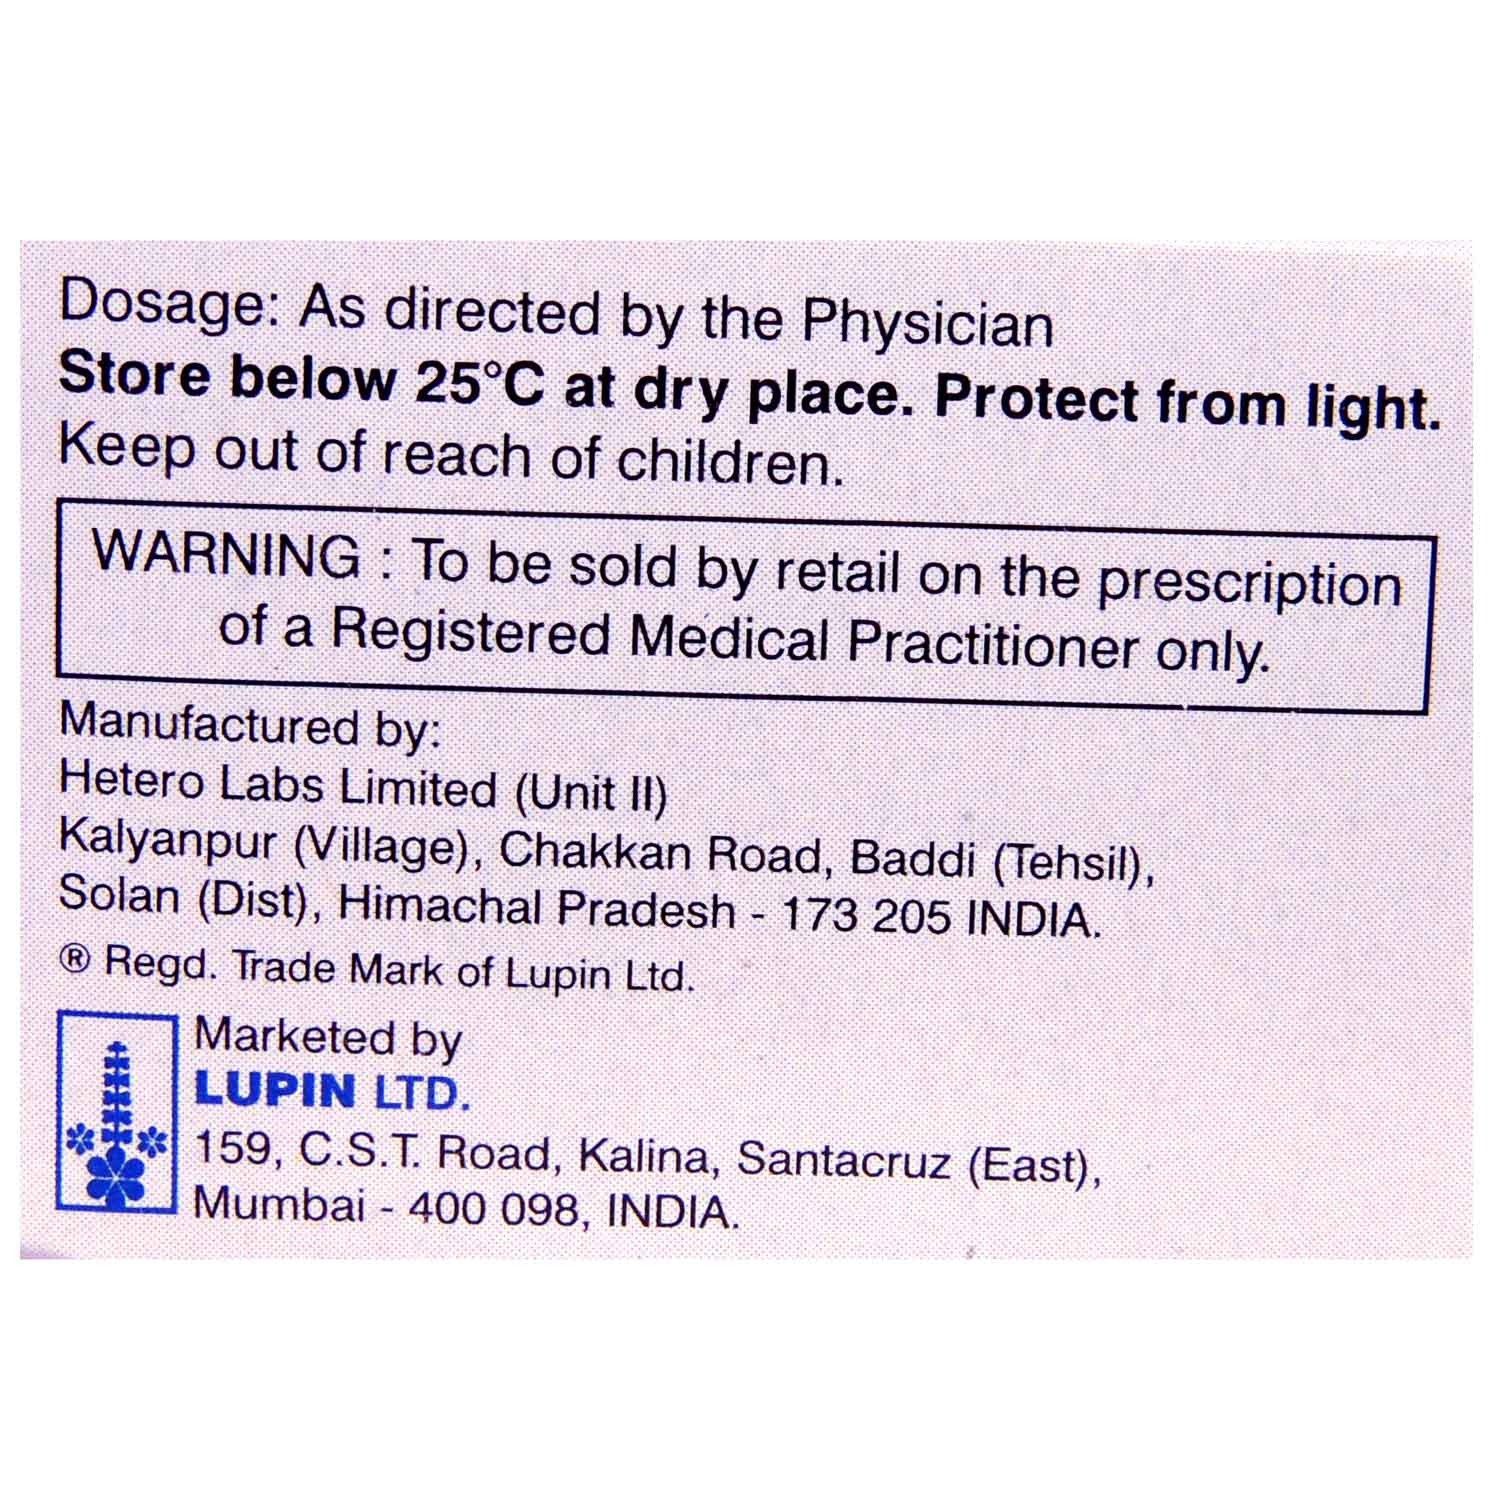 Dosage: As directed by the Physician
Store below 25°C at dry place. Protect from light.
Keep out of reach of children.
WARNING : To be sold by retail on the prescription
of a Registered Medical Practitioner only.
Manufactured by:
Hetero Labs Limited (Unit II)
Kalyanpur (Village), Chakkan Road, Baddi (Tehsil),
Solan (Dist), Himachal Pradesh - 173 205 INDIA.
® Regd. Trade Mark of Lupin Ltd.
Marketed by
LUPIN LTD.
159, C.S.T. Road, Kalina, Santacruz (East),
Mumbai - 400 098, INDIA.